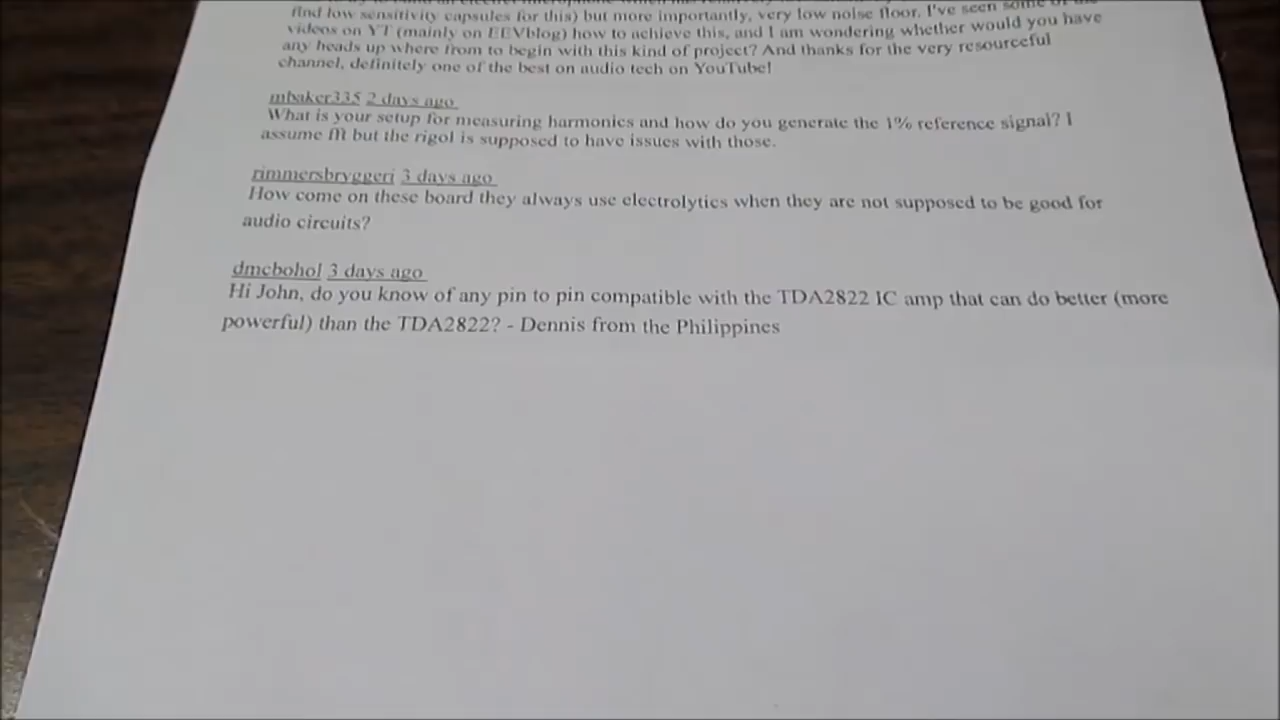 find low sensitivity capsules for this) but more importantly, very low noise floor. I've seen some of the
videos on YT (mainly on EEVblog) how to achieve this, and I am wondering whether would you have
any heads up where from to begin with this kind of project? And thanks for the very resourceful
channel, definitely one of the best on audio tech on YouTube!
mbaker335 2 days ago
What is your setup for measuring harmonics and how do you generate the 1% reference signal? I
assume fft but the rigol is supposed to have issues with those.
rimmersbryggeri 3 days ago
How come on these board they always use electrolytics when they are not supposed to be good for
audio circuits?
dmcbohol 3 days ago
Hi John, do you know of any pin to pin compatible with the TDA2822 IC amp that can do better (more
powerful) than the TDA2822? - Dennis from the Philippines